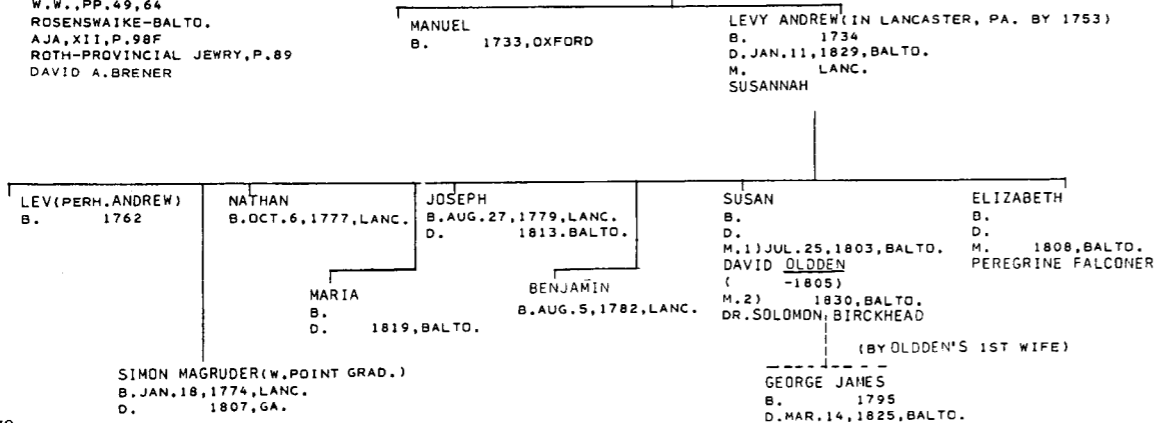 W.W.,PP.49,64
ROSENSWAIKE-BALTO.
AJA,XII,P.98F
ROTH-PROVINCIAL JEWRY,P.89
DAVID A.BRENER
MANUEL
B. 1733,OXFORD
LEVY ANDREW(IN LANCASTER, PA. BY 1753)
B. 1734
D.JAN.11,1829,BALTO.
M. LANC.
SUSANNAH
LEV(PERH.ANDREW)
B. 1762
NATHAN
B.OCT.6,1777,LANC.
JOSEPH
B.AUG.27,1779,LANC.
D. 1813.BALTO.
SUSAN
B.
D.
M.1)JUL.25,1803,BALTO.
DAVID OLDDEN
( -1805)
M.2) 1830,BALTO.
DR.SOLOMON BIRCKHEAD
ELIZABETH
B.
D.
M. 1808,BALTO.
PEREGRINE FALCONER
MARIA
B.
D. 1819,BALTO.
BENJAMIN
B.AUG.5,1782,LANC.
(BY OLDDEN'S 1ST WIFE)
SIMON MAGRUDER(W.POINT GRAD.)
B.JAN.18,1774,LANC.
D. 1807,GA.
GEORGE JAMES
B. 1795
D.MAR.14,1825,BALTO.